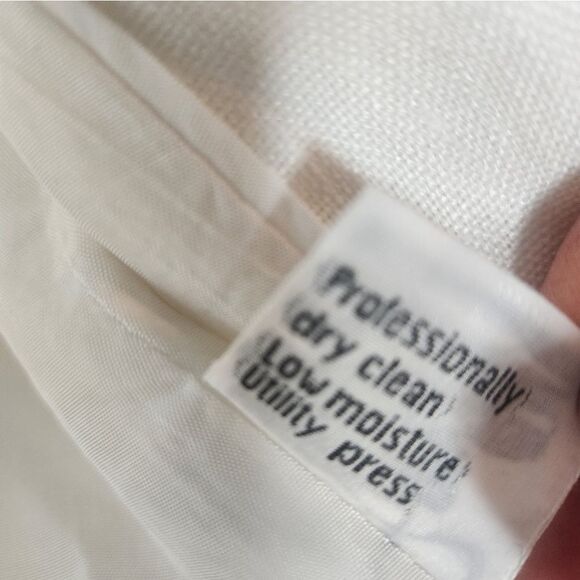 Professionally
dry clean
Low moisture
Utility press